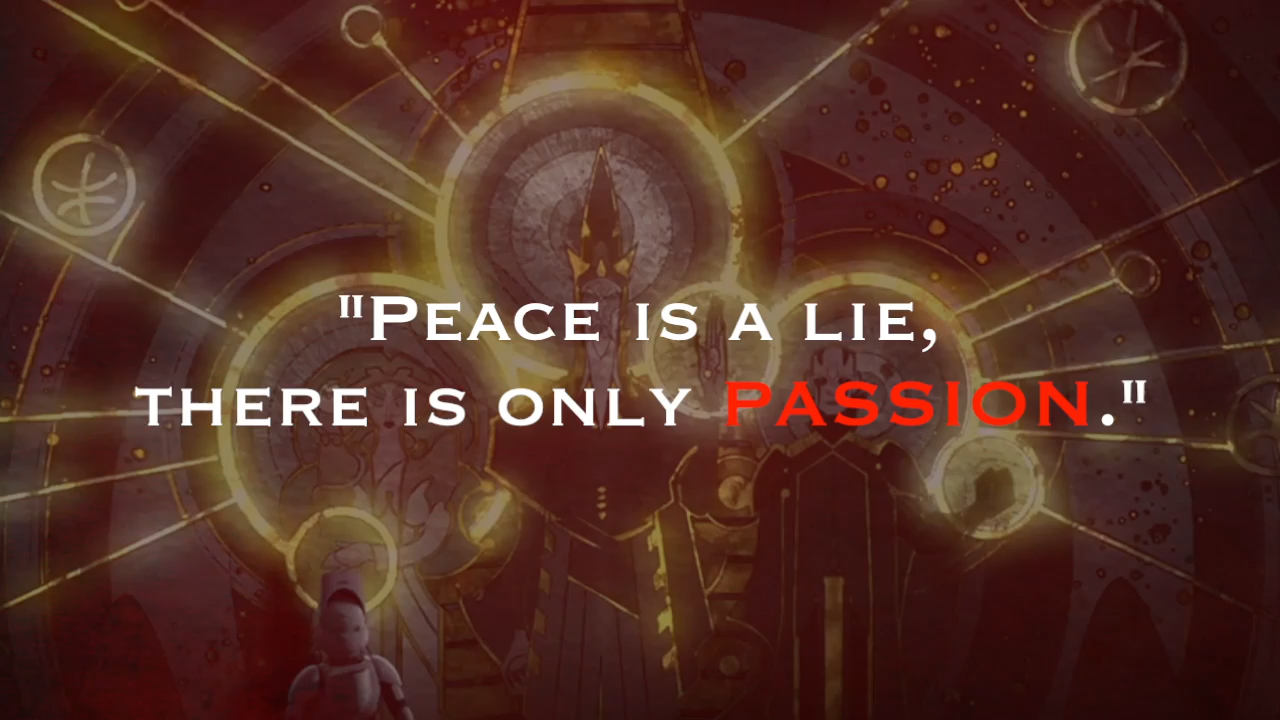 "Peace is a lie,
there is only passion."